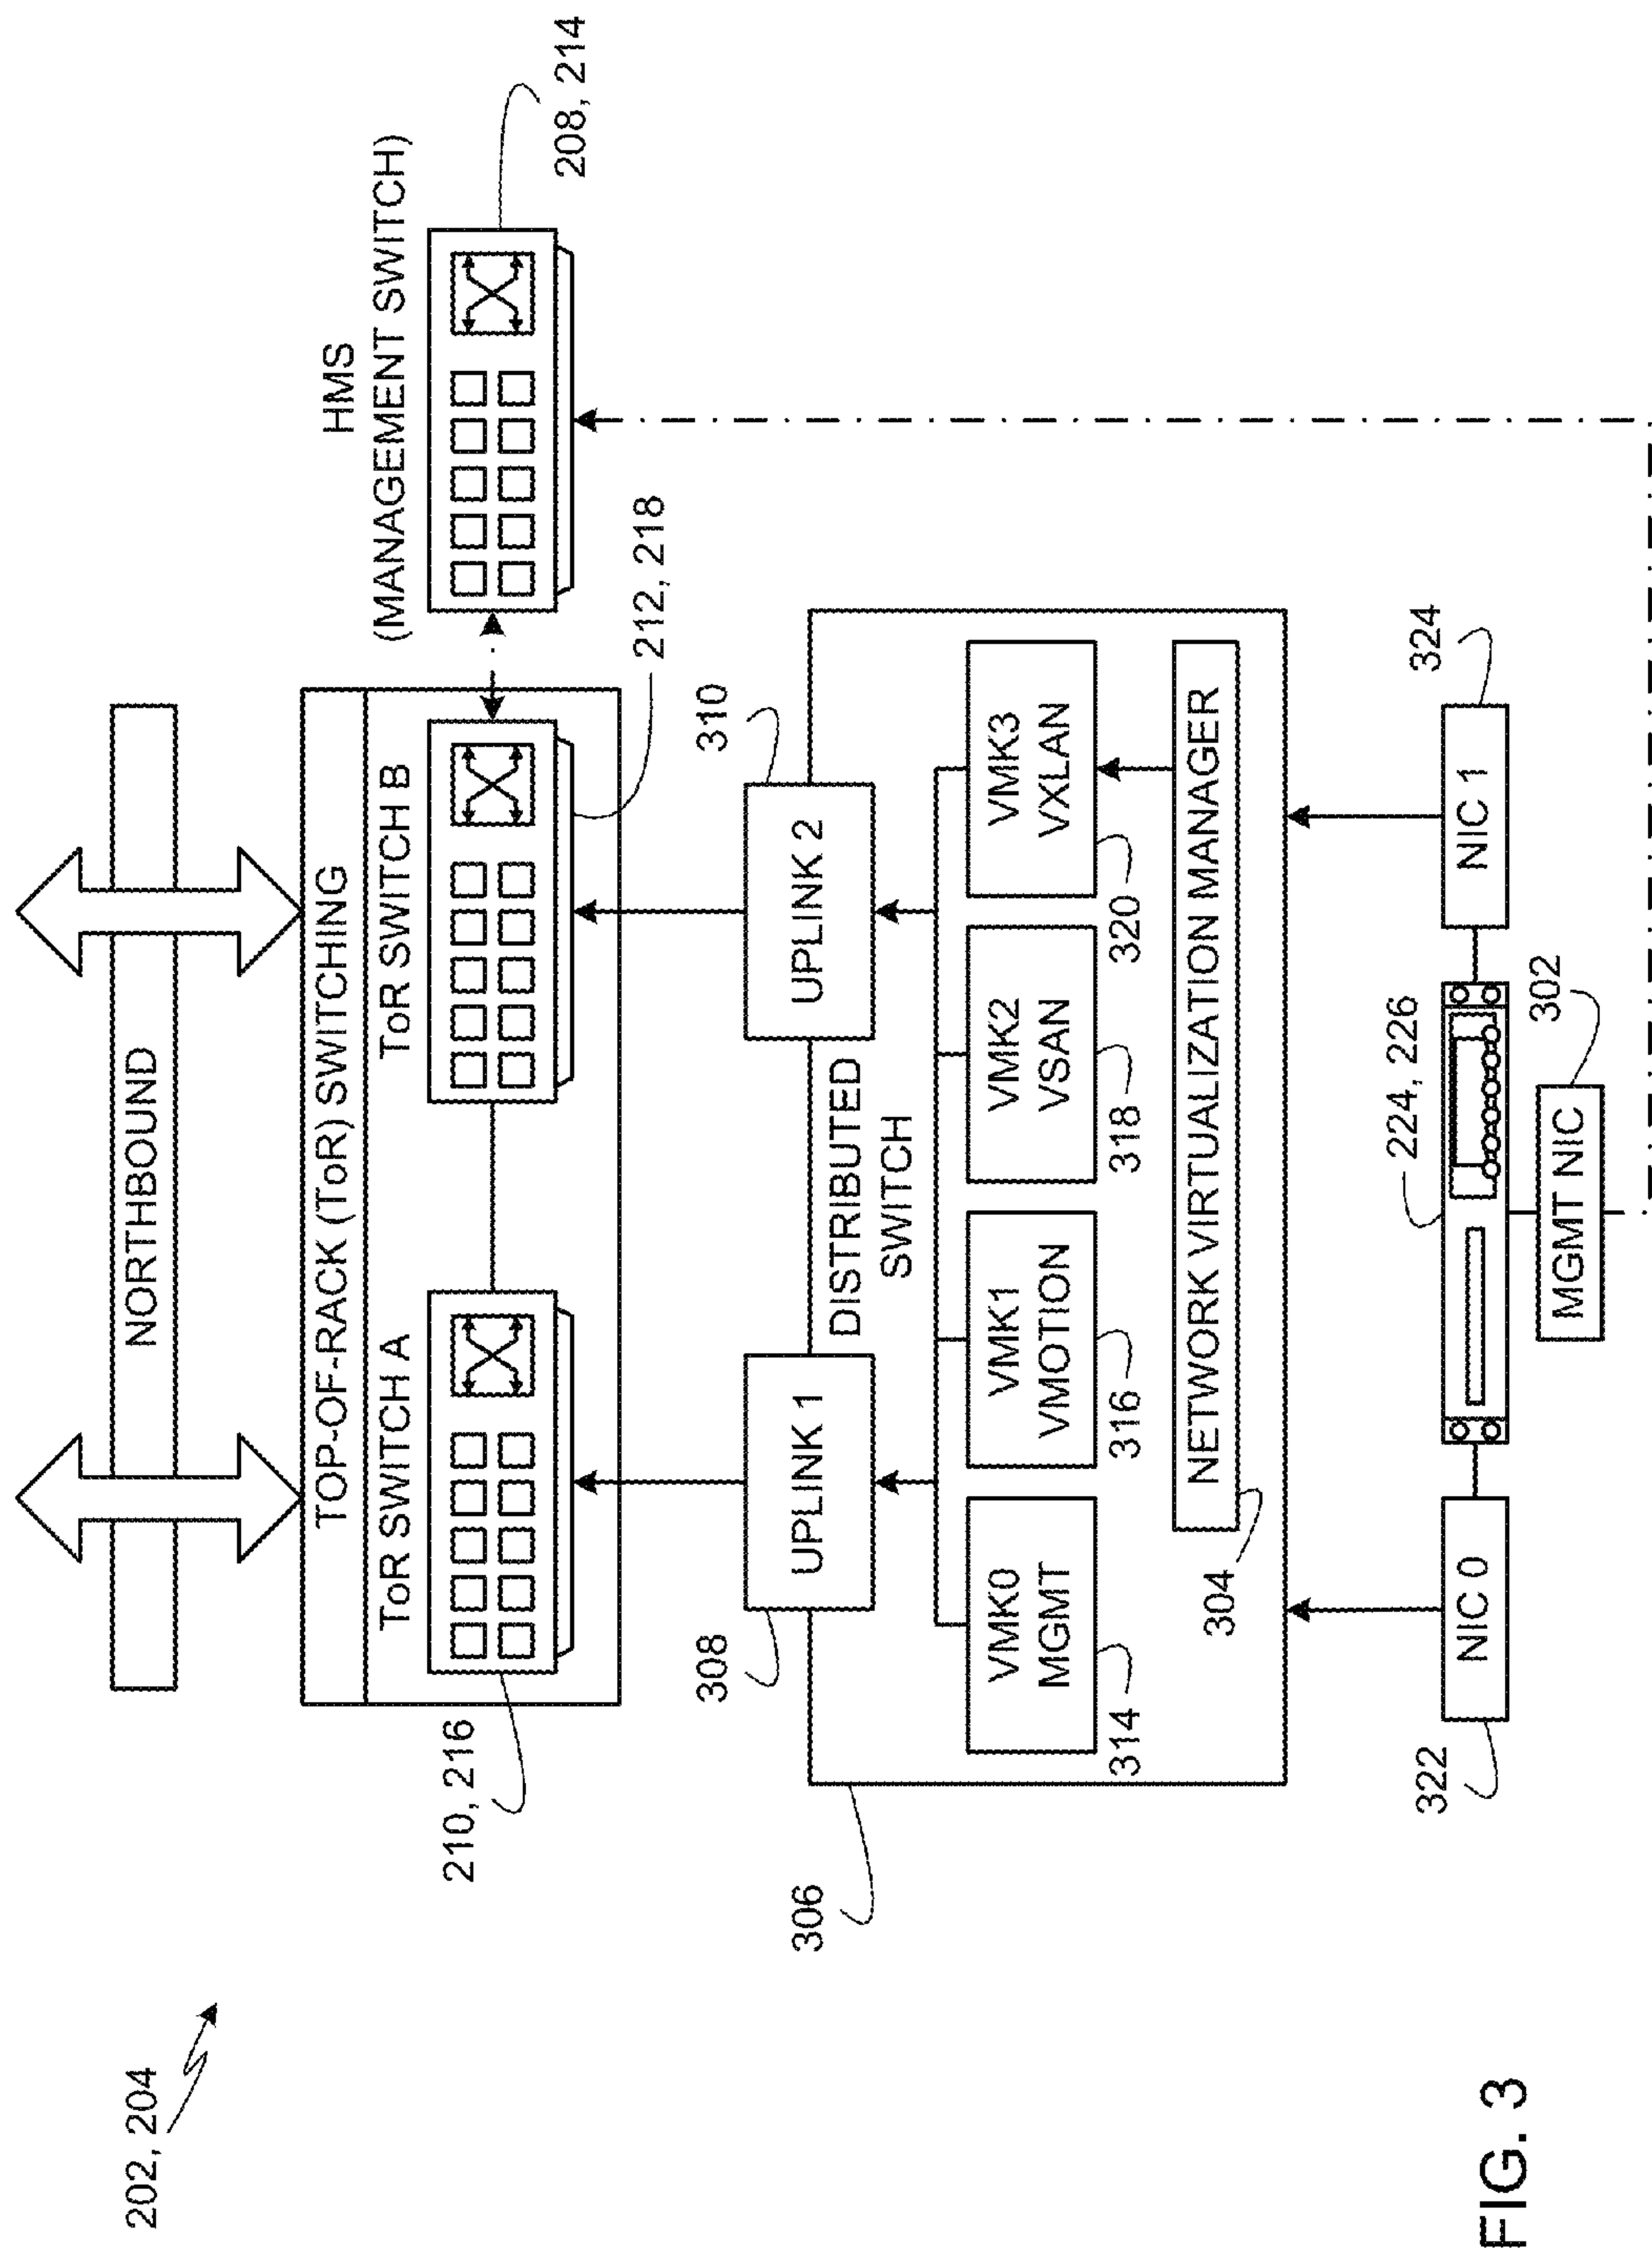 202, 204
NORTHBOUND
TOP-OF-RACK (ToR) SWITCHING
ToR SWITCH A
ToR SWITCH B
HMS
(MANAGEMENT SWITCH)
208, 214
210, 216
212, 218
308
UPLINK 1
UPLINK 2
310
DISTRIBUTED
SWITCH
306
VMK0
MGMT
VMK1
VMOTION
VMK2
VSAN
VMK3
VXLAN
314
316
318
320
NETWORK VIRTUALIZATION MANAGER
304
322
NIC 0
224, 226
NIC 1
324
MGMT NIC
302
FIG. 3